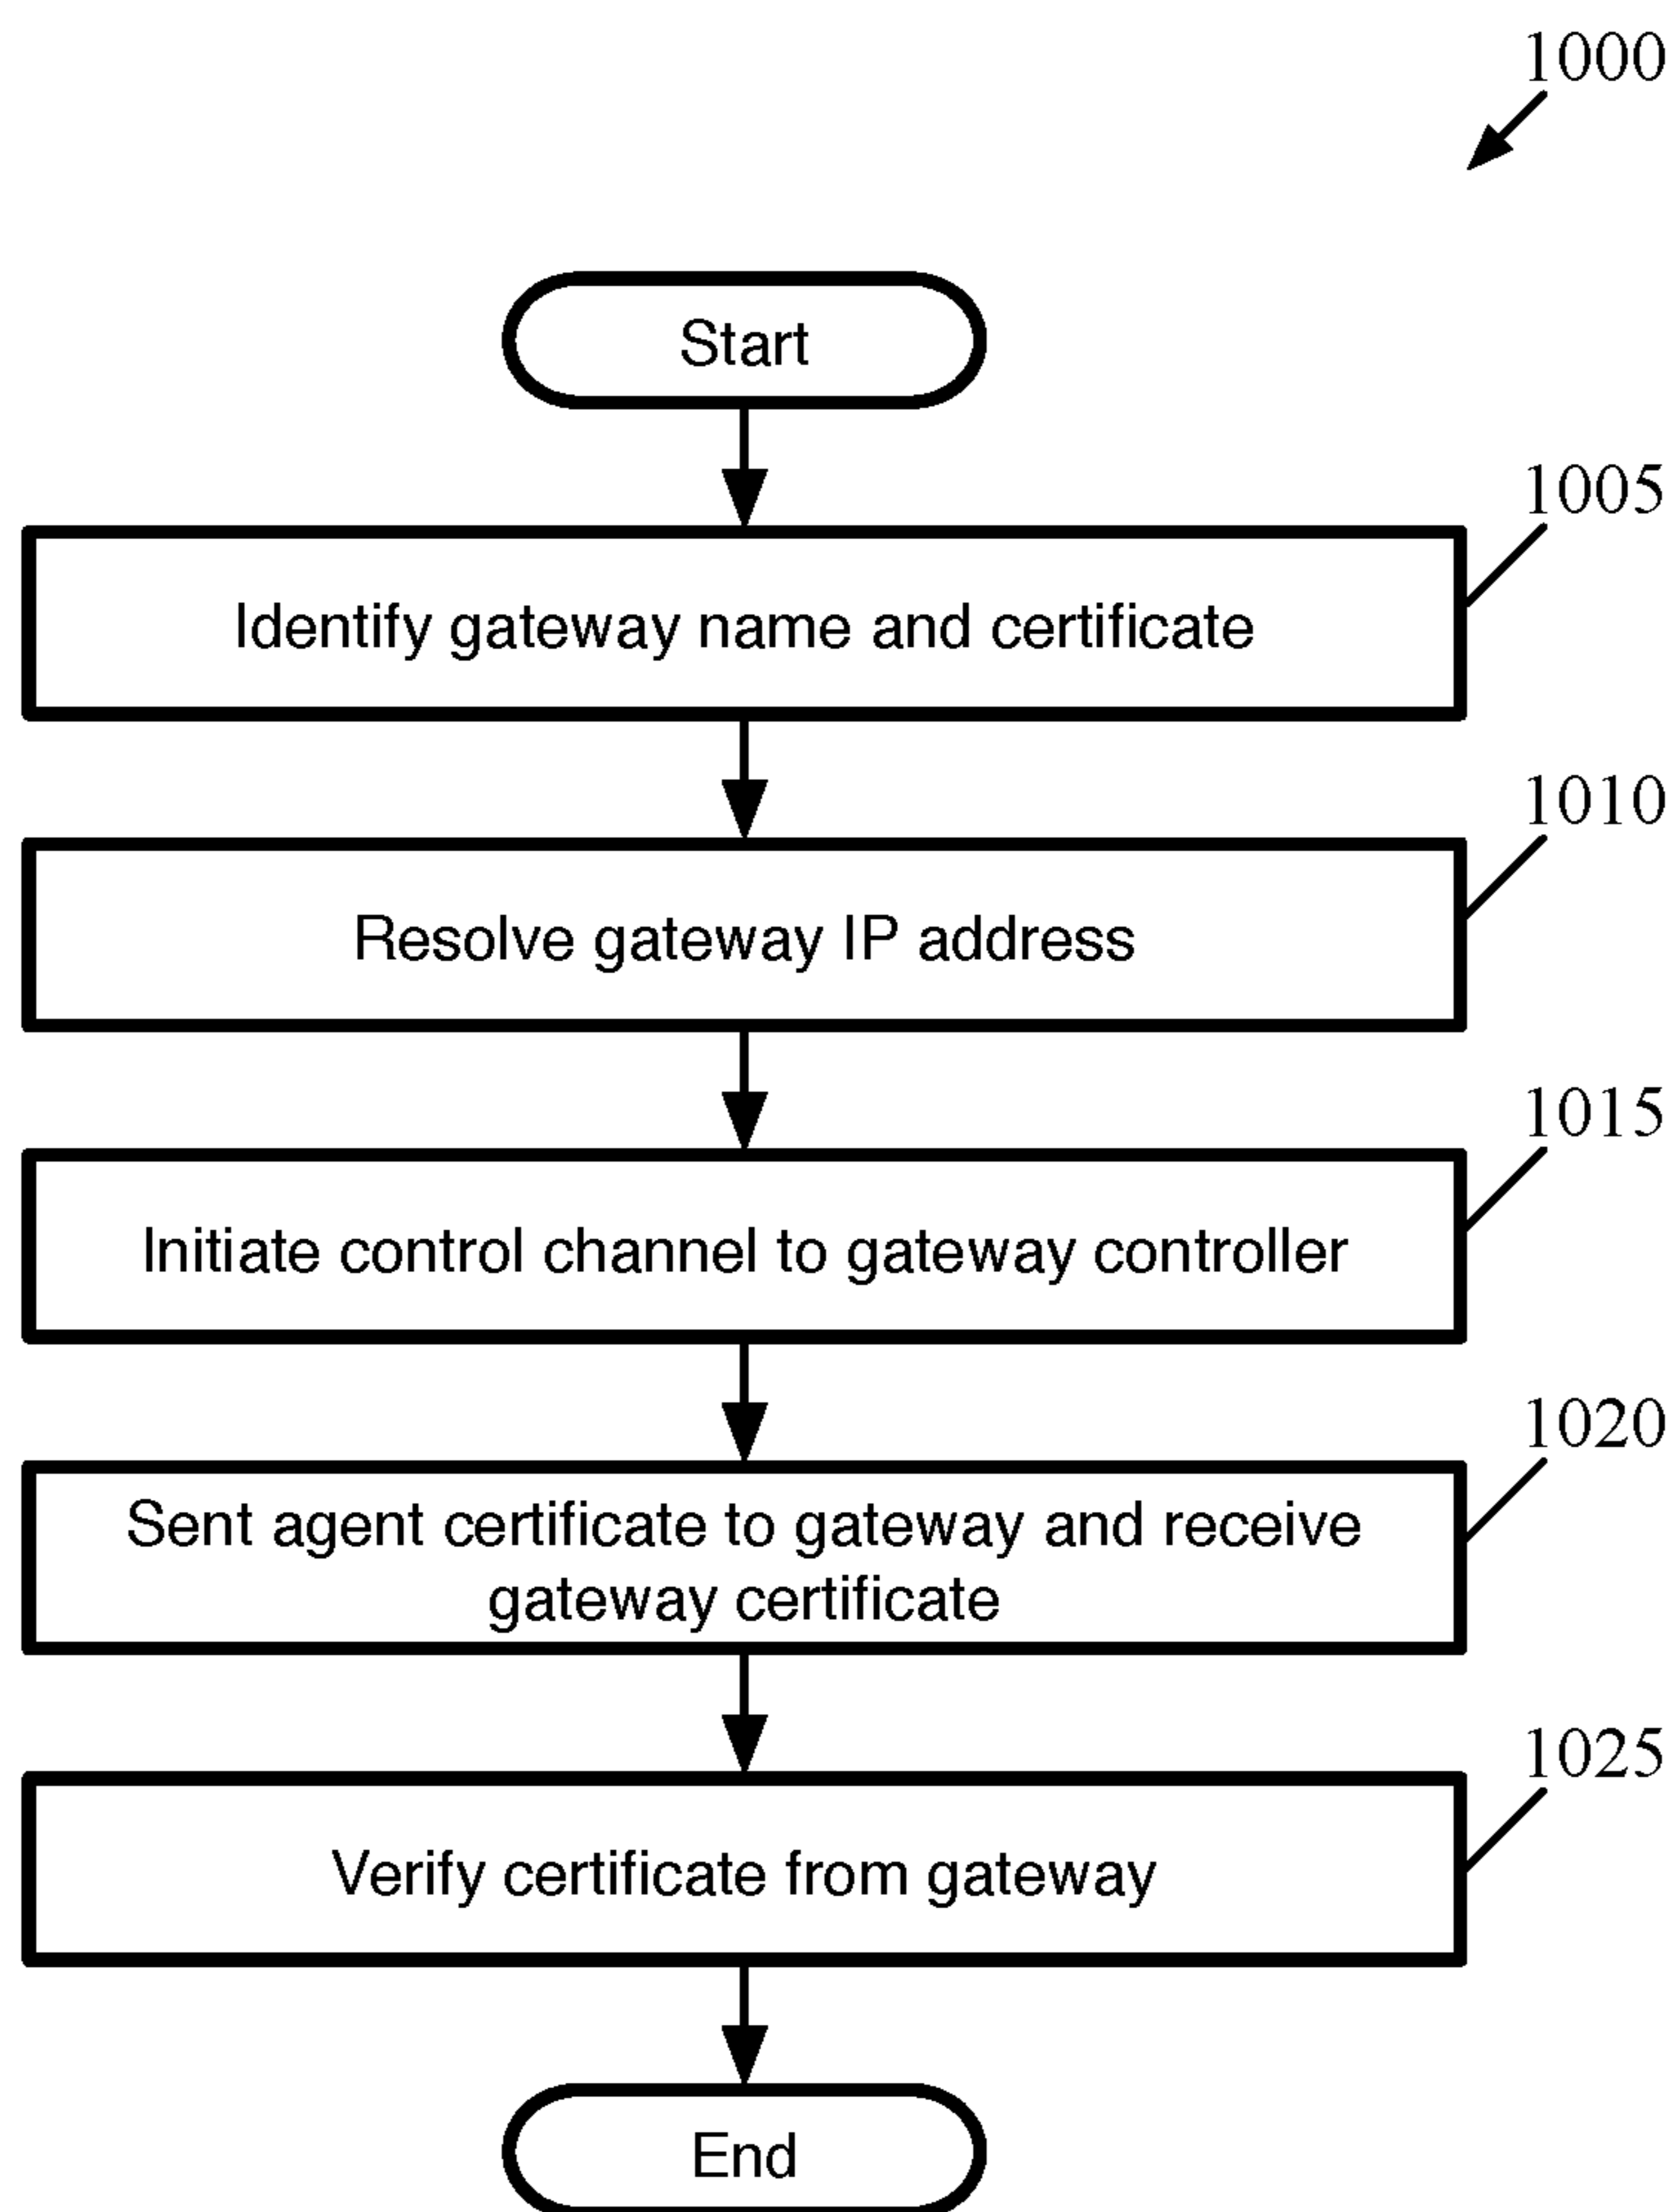 1000
Start
1005
Identify gateway name and certificate
1010
Resolve gateway IP address
1015
Initiate control channel to gateway controller
1020
Sent agent certificate to gateway and receive
gateway certificate
1025
Verify certificate from gateway
End